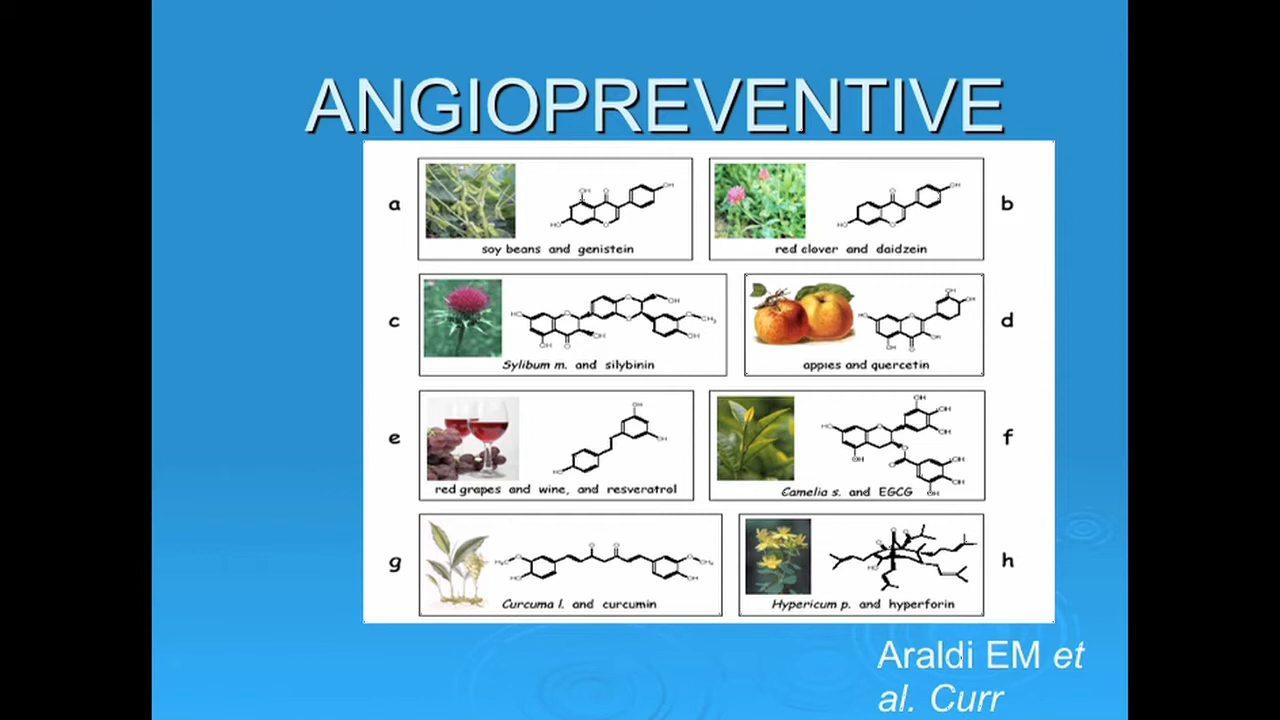 ANGIOPREVENTIVE
a
soy beans and genistein
red clover and daidzein
b
c
Sylibum m. and silybinin
apples and quercetin
d
e
red grapes and wine, and resveratrol
Camelia s. and EGCG
f
g
Curcuma l. and curcumin
Hypericum p. and hyperforin
h
Araldi EM et
al. Curr